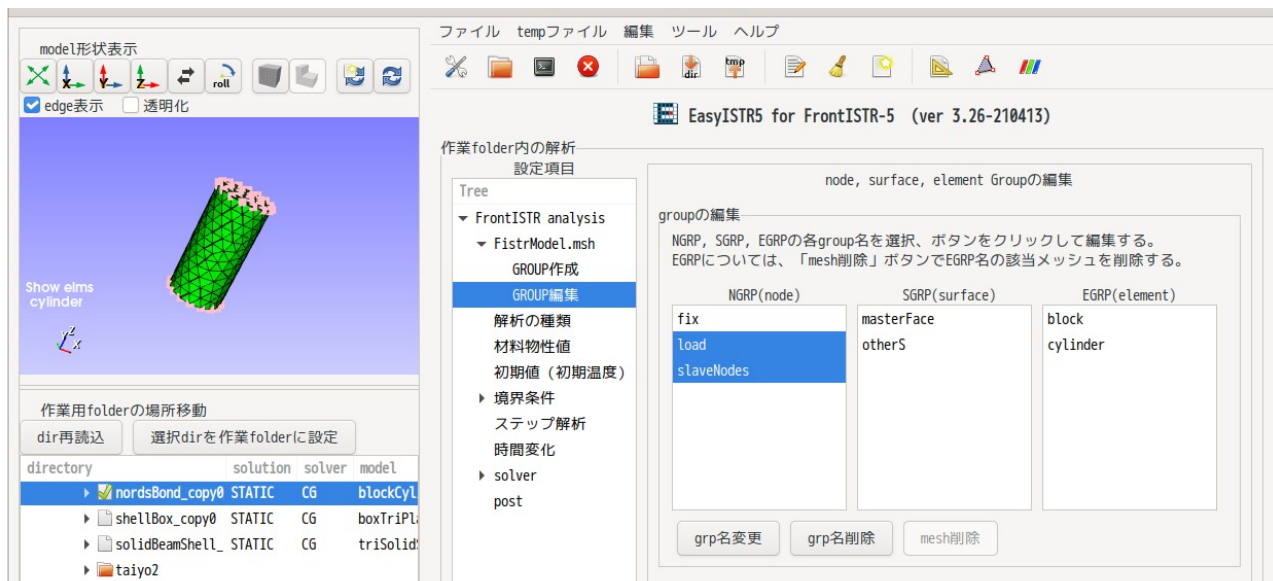 model形状表示
roll
edge表示 透明化
Show elms
cylinder
Z
X
作業用folderの場所移動
dir再読込 選択dirを作業folderに設定
directory solution solver model
nordsBond_copy0 STATIC CG blockCyl
shellBox_copy0 STATIC CG boxTriPl
solidBeamShell_ STATIC CG triSolid
taiyo2
ファイル tempファイル 編集 ツール ヘルプ
dir tmp
EasyISTR5 for FrontISTR-5 (ver 3.26-210413)
作業folder内の解析
設定項目
Tree
FrontISTR analysis
FistrModel.msh
GROUP作成
GROUP編集
解析の種類
材料物性値
初期値(初期温度)
境界条件
ステップ解析
時間変化
solver
post
node, surface, element Groupの編集
groupの編集
NGRP, SGRP, EGRPの各group名を選択、ボタンをクリックして編集する。
EGRPについては、「mesh削除」ボタンでEGRP名の該当メッシュを削除する。
NGRP(node) SGRP(surface) EGRP(element)
fix masterFace block
load otherS cylinder
slaveNodes
grp名変更 grp名削除 mesh削除